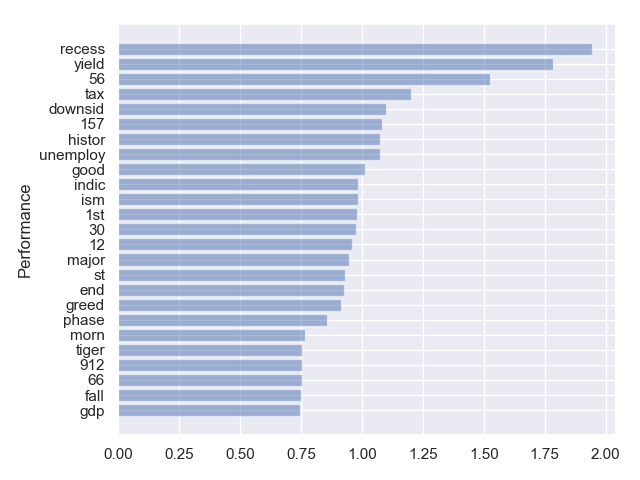 recess
yield
56
tax
downsid
157
histor
unemploy
good
indic
ism
1st
30
12
major
st
end
greed
phase
morn
tiger
912
66
fall
gdp
Performance
0.00 0.25 0.50 0.75 1.00 1.25 1.50 1.75 2.00